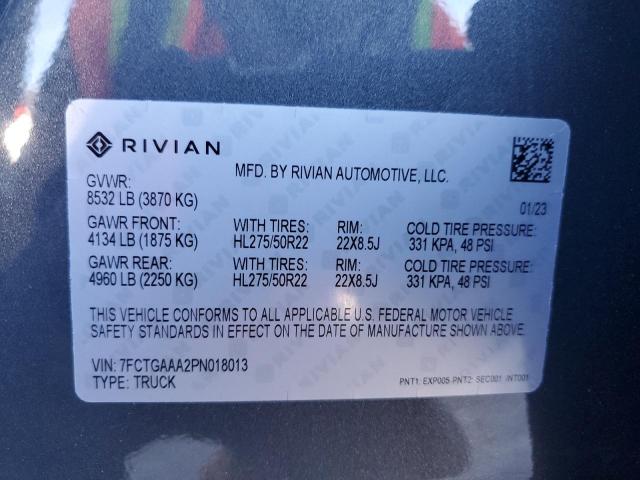 RIVIAN
MFD. BY RIVIAN AUTOMOTIVE, LLC.
GVWR:
8532 LB (3870 KG)
01/23
GAWR FRONT: WITH TIRES: RIM: COLD TIRE PRESSURE:
4134 LB (1875 KG) HL275/50R22 22X8.5J 331 KPA, 48 PSI
GAWR REAR: WITH TIRES: RIM: COLD TIRE PRESSURE:
4960 LB (2250 KG) HL275/50R22 22X8.5J 331 KPA, 48 PSI
THIS VEHICLE CONFORMS TO ALL APPLICABLE U.S. FEDERAL MOTOR VEHICLE
SAFETY STANDARDS IN EFFECT ON THE DATE OF MANUFACTURE SHOWN ABOVE.
VIN: 7FCTGAAA2PN018013
TYPE: TRUCK
PNT1: EXP005 PNT2: SEC001 INT001